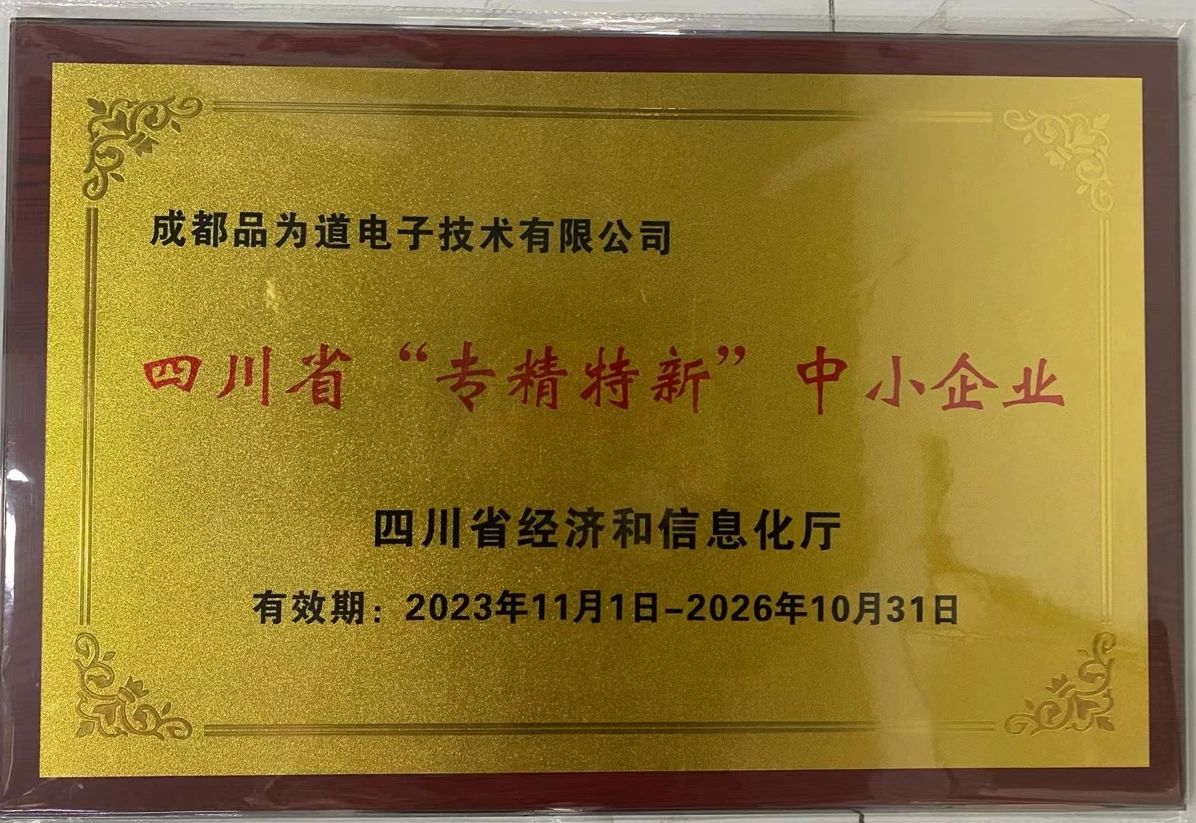 成都品为道电子技术有限公司
四川省“专精特新”中小企业
四川省经济和信息化厅
有效期：2023年11月1日-2026年10月31日